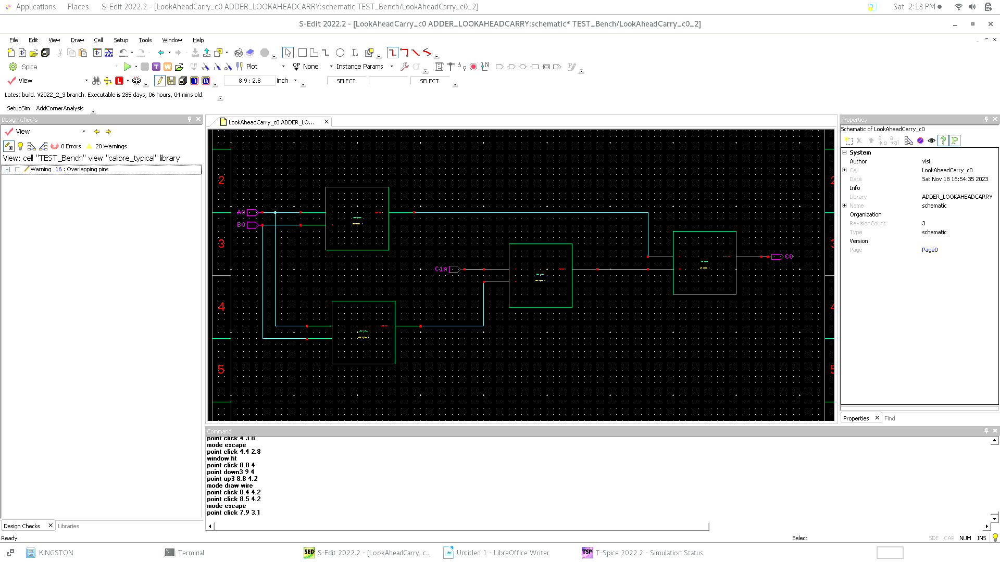 Applications Places S-Edit 2022.2 - [LookAheadCarry_c0 ADDER_LOOKAHEADCARRY:schematic TEST_Bench/LookAheadCarry_c0_2] Sat 2:13 PM
S-Edit 2022.2 - [LookAheadCarry_c0 ADDER_LOOKAHEADCARRY:schematic* TEST_Bench/LookAheadCarry_c0_2]
File Edit View Draw Cell Setup Tools Window Help
Spice Plot OP None Instance Params
View 8.9 : 2.8 inch SELECT SELECT
Latest build. V2022_2_3 branch. Executable is 285 days, 06 hours, 04 mins old.
SetupSim AddCornerAnalysis
Design Checks
View
0 Errors 20 Warnings
View: cell "TEST_Bench" view "calibre_typical" library
Warning 16 : Overlapping pins
Design Checks Libraries
LookAheadCarry_c0 ADDER_LO...
2
A0
B0
3
Cin
C0
4
5
Properties
Schematic of LookAheadCarry_c0
System
Author vlsi
Cell LookAheadCarry_c0
Date Sat Nov 18 16:54:35 2023
Info
Library ADDER_LOOKAHEADCARRY
Name schematic
Organization
RevisionCount 3
Type schematic
Version
Page Page0
Properties Find
Command
point click 4 3.8
mode escape
point click 4.4 2.8
window fit
point click 8.8 4
point down3 9 4
point up3 8.8 4.2
mode draw wire
point click 8.4 4.2
point click 8.5 4.2
mode escape
point click 7.9 3.1
Ready Select SDE CAP NUM INS
KINGSTON Terminal SED S-Edit 2022.2 - [LookAheadCarry_c... Untitled 1 - LibreOffice Writer TSP T-Spice 2022.2 - Simulation Status